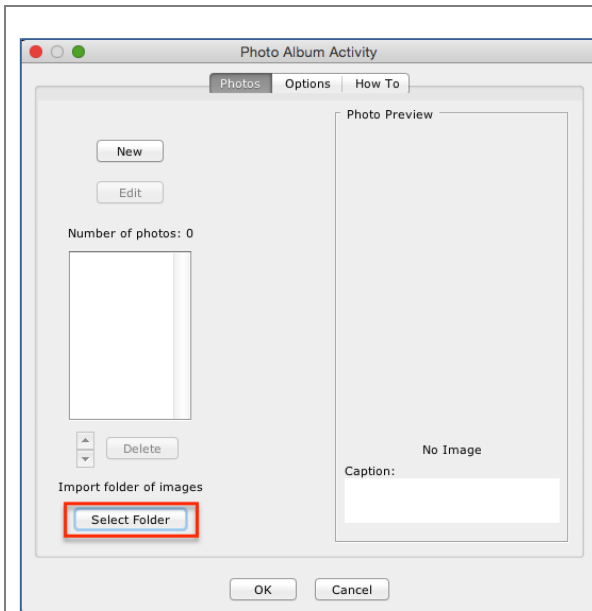 Photo Album Activity
Photos Options How To
New
Edit
Number of photos: 0
Delete
Import folder of images
Select Folder
Photo Preview
No Image
Caption:
OK Cancel